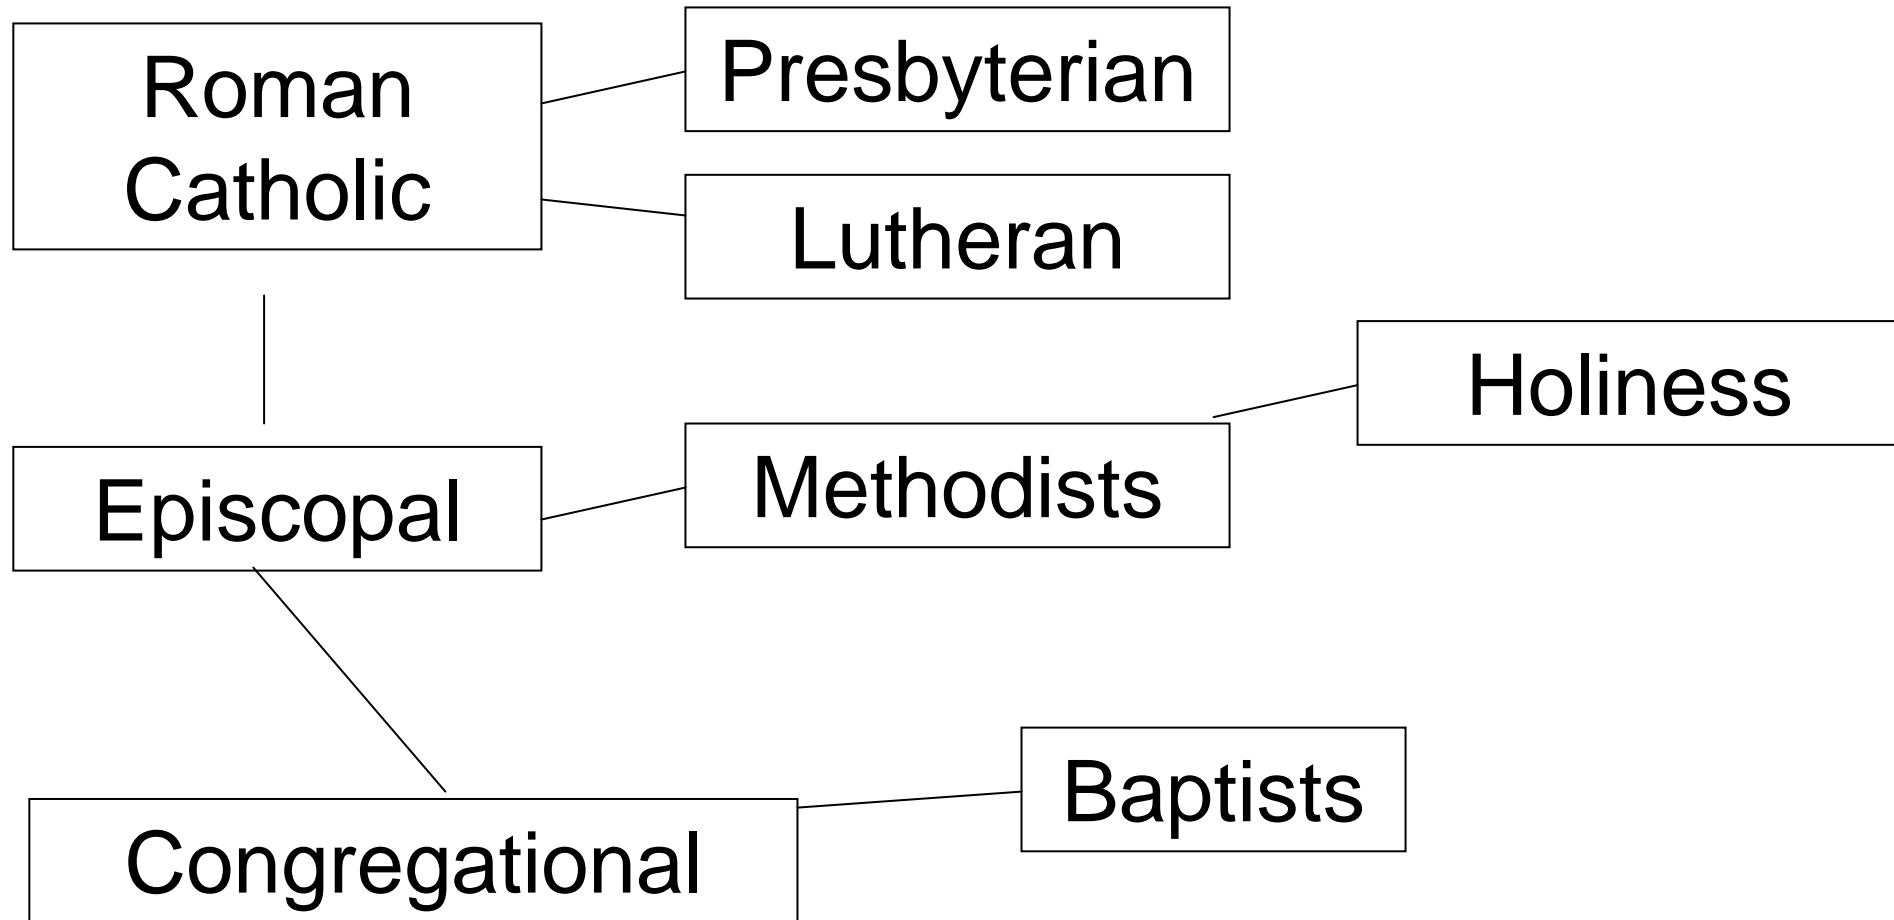 Roman
Catholic
Presbyterian
Lutheran
Holiness
Episcopal
Methodists
Baptists
Congregational